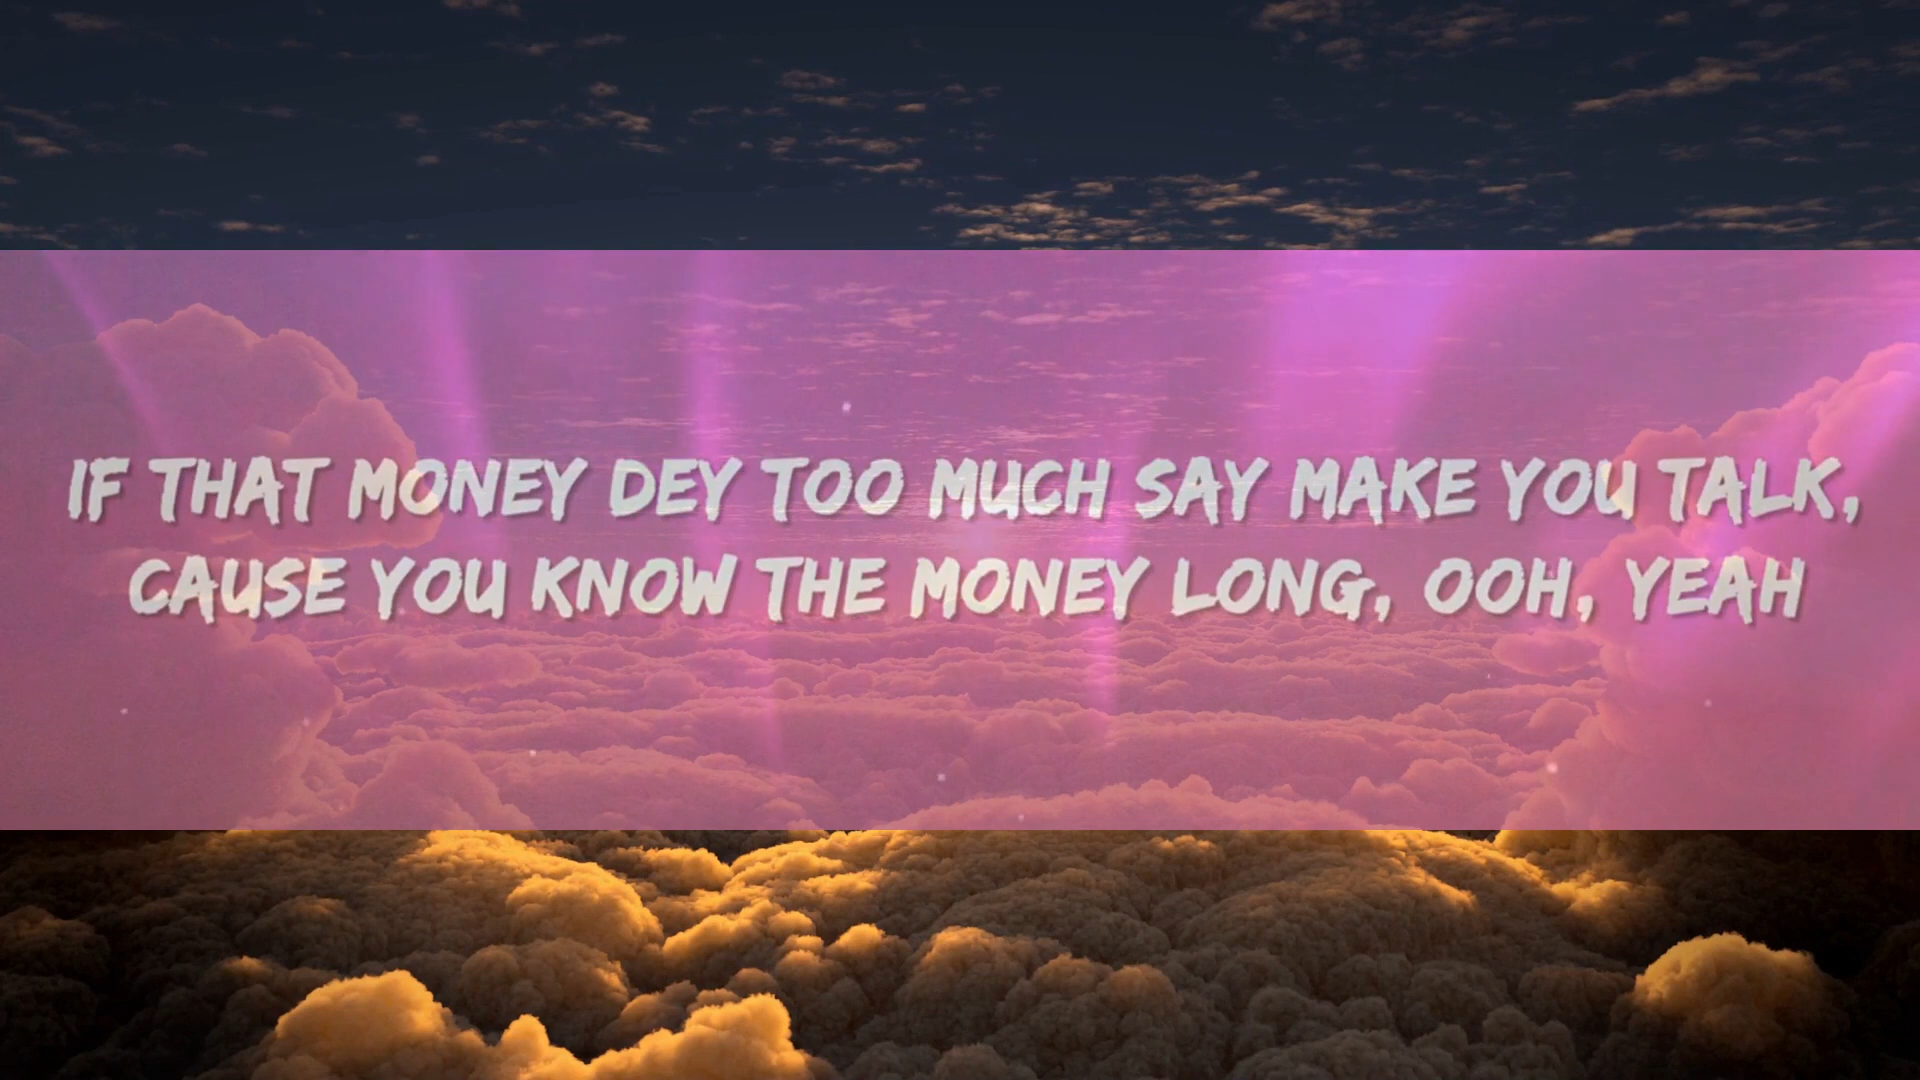 IF THAT MONEY DEY TOO MUCH SAY MAKE YOU TALK,
CAUSE YOU KNOW THE MONEY LONG, OOH, YEAH